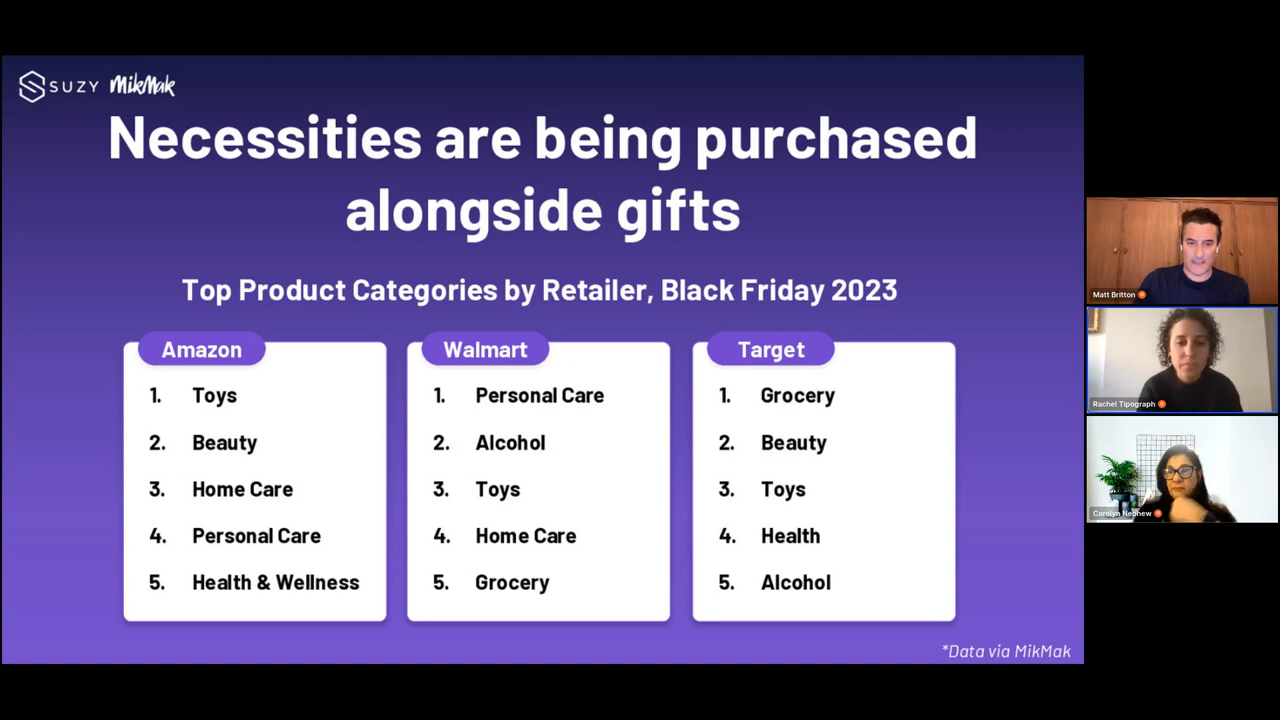 SUZY MikMak
Necessities are being purchased
alongside gifts
Top Product Categories by Retailer, Black Friday 2023
Amazon
1. Toys
2. Beauty
3. Home Care
4. Personal Care
5. Health & Wellness
Walmart
1. Personal Care
2. Alcohol
3. Toys
4. Home Care
5. Grocery
Target
1. Grocery
2. Beauty
3. Toys
4. Health
5. Alcohol
*Data via MikMak
Matt Britton
Rachel Tipograph
Carolyn Nephew